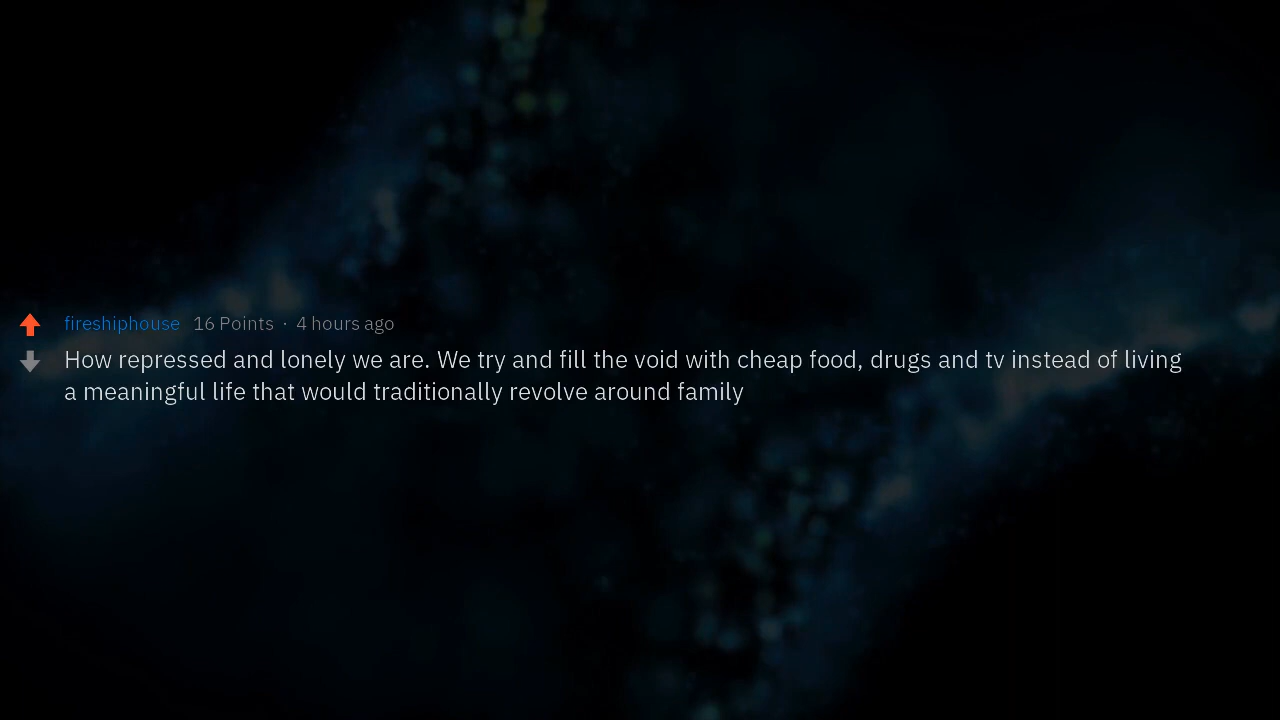 fireshiphouse 16 Points · 4 hours ago
How repressed and lonely we are. We try and fill the void with cheap food, drugs and tv instead of living
a meaningful life that would traditionally revolve around family